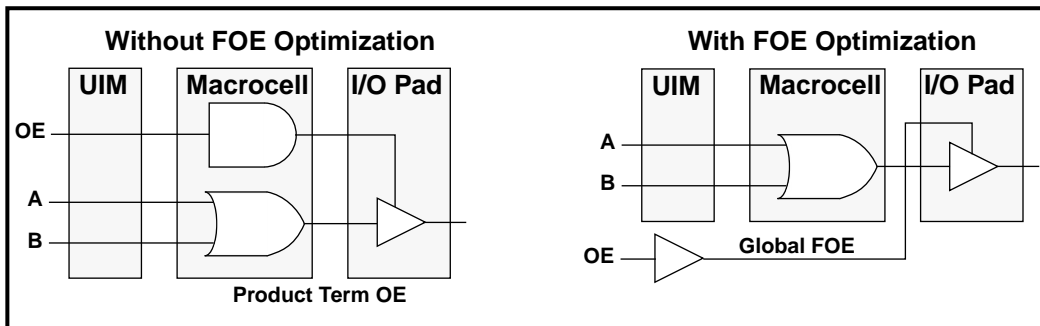 Without FOE Optimization
UIM
Macrocell
I/O Pad
OE
A
B
Product Term OE
With FOE Optimization
UIM
Macrocell
I/O Pad
A
B
OE
Global FOE